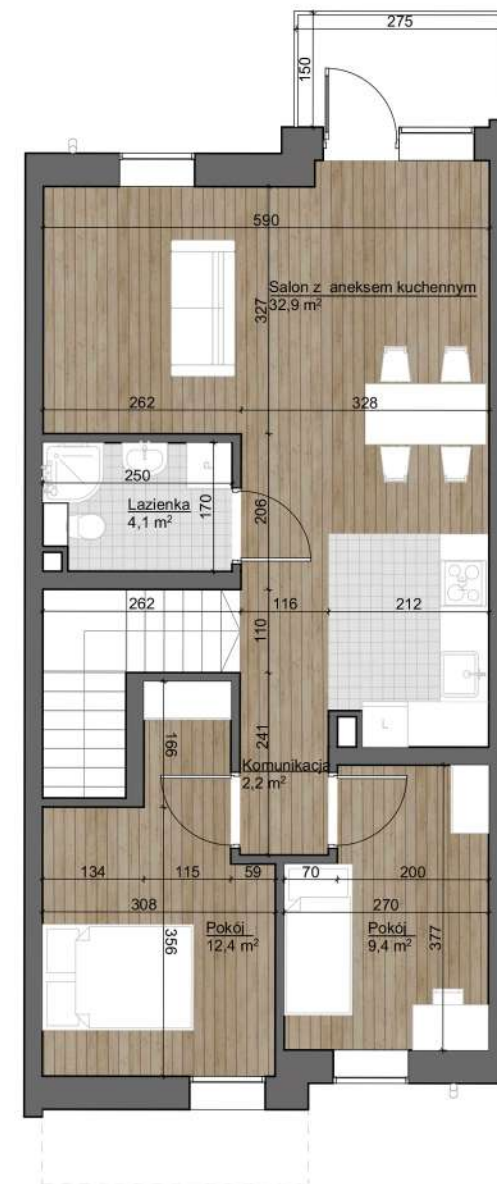 275
150
590
Salon z aneksem kuchennym
32,9 m²
327
262
328
250
P
Lazienka
4,1 m²
170
206
262
116
212
110
L
241
166
Komunikacja
2,2 m²
134
115
59
70
200
308
270
Pokój
12,4 m²
356
Pokój
9,4 m²
377